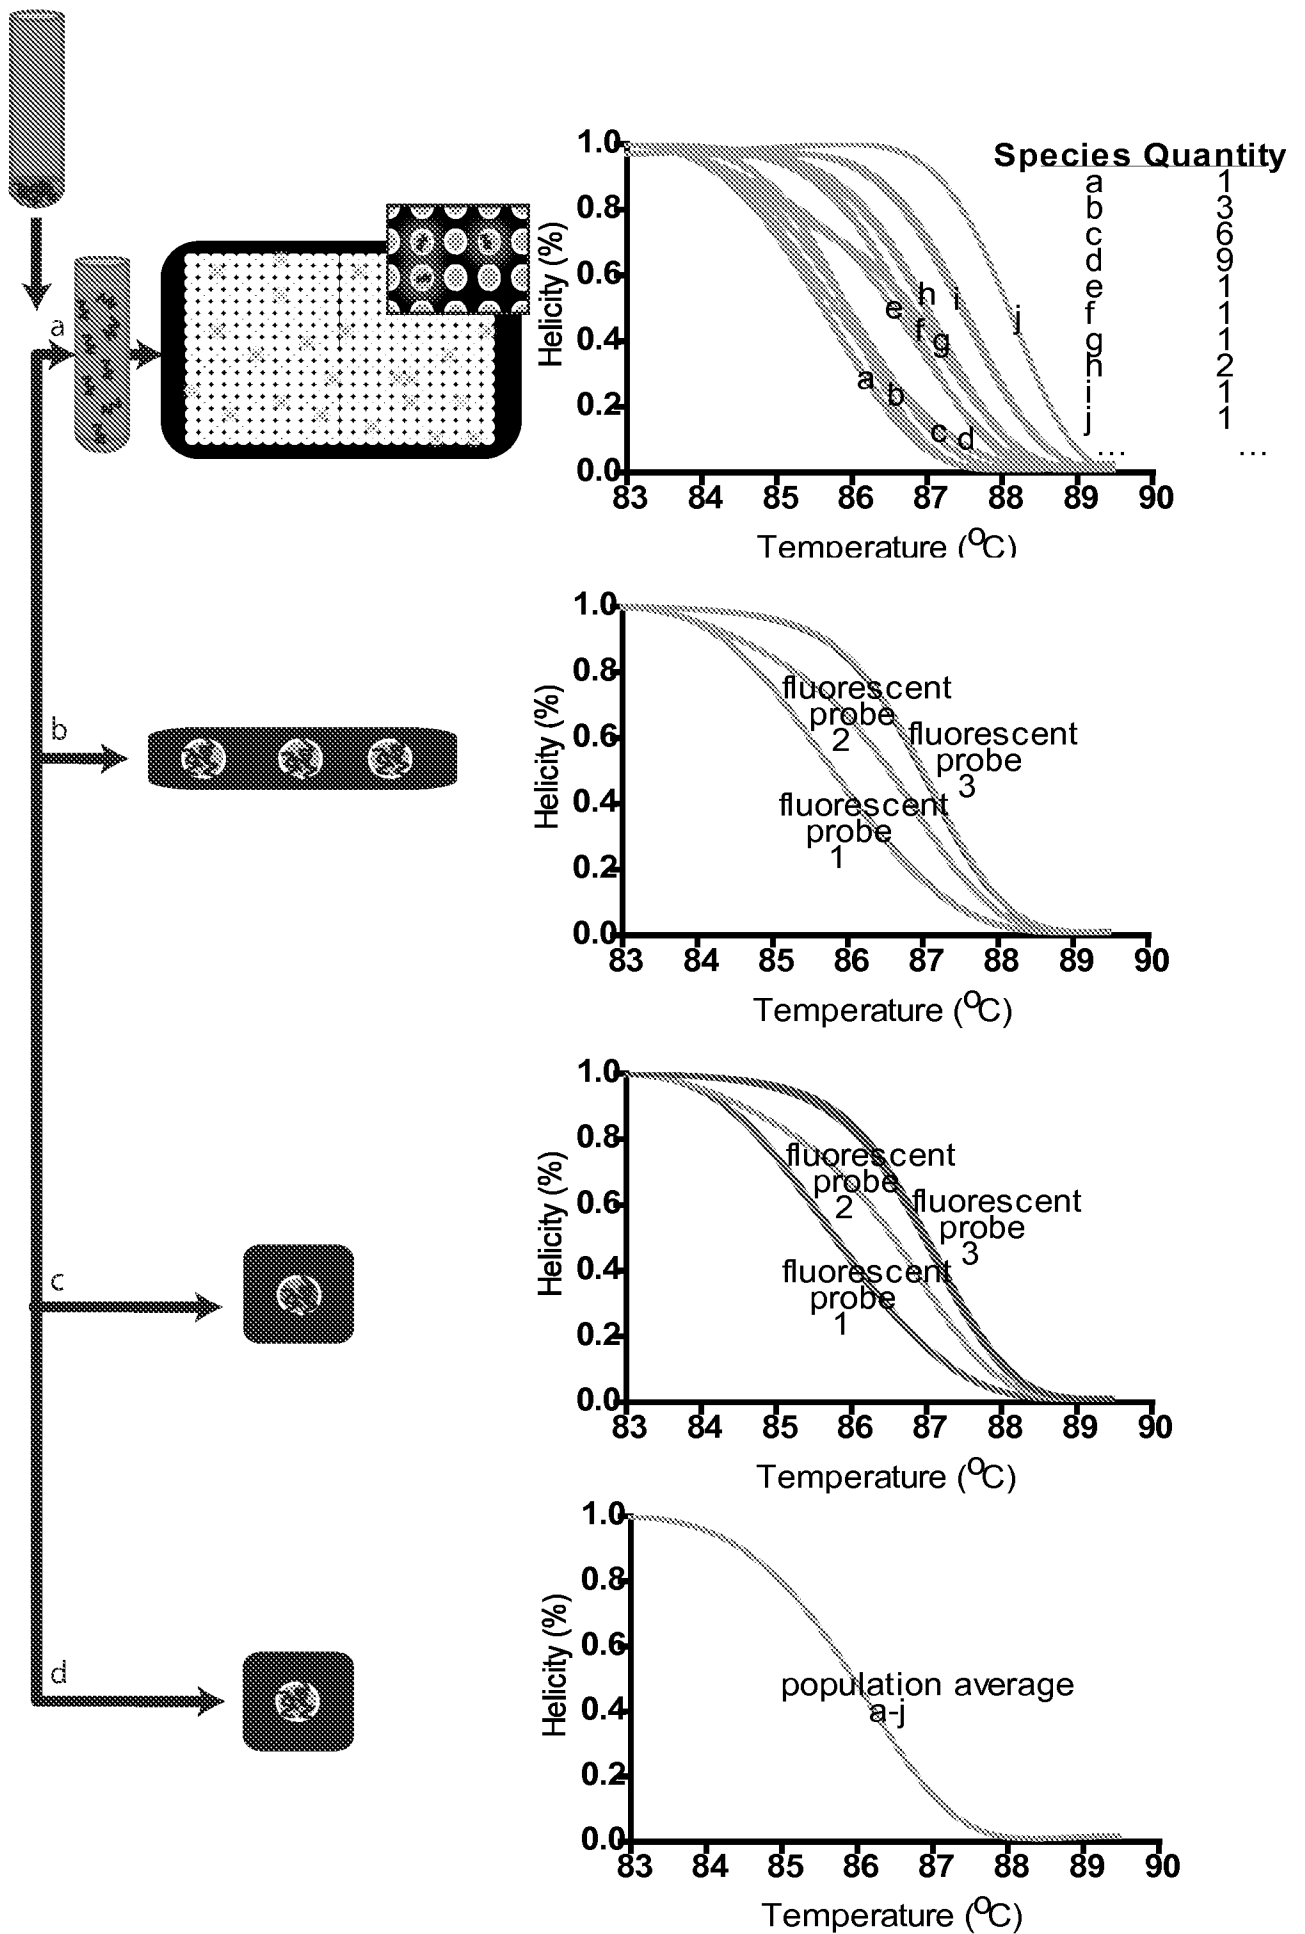 Species Quantity
a 1
b 3
c 6
d 9
e 1
f 1
g 1
h 2
i 1
j 1
... ...
a
1.0
0.8
0.6
0.4
0.2
0.0
Helicity (%)
a
b
c
d
e
f
g
h
i
j
83 84 85 86 87 88 89 90
Temperature (ºC)
b
1.0
0.8
0.6
0.4
0.2
0.0
Helicity (%)
fluorescent
probe
2
fluorescent
probe
3
fluorescent
probe
1
83 84 85 86 87 88 89 90
Temperature (ºC)
c
1.0
0.8
0.6
0.4
0.2
0.0
Helicity (%)
fluorescent
probe
2
fluorescent
probe
3
fluorescent
probe
1
83 84 85 86 87 88 89 90
Temperature (ºC)
d
1.0
0.8
0.6
0.4
0.2
0.0
Helicity (%)
population average
a-j
83 84 85 86 87 88 89 90
Temperature (ºC)